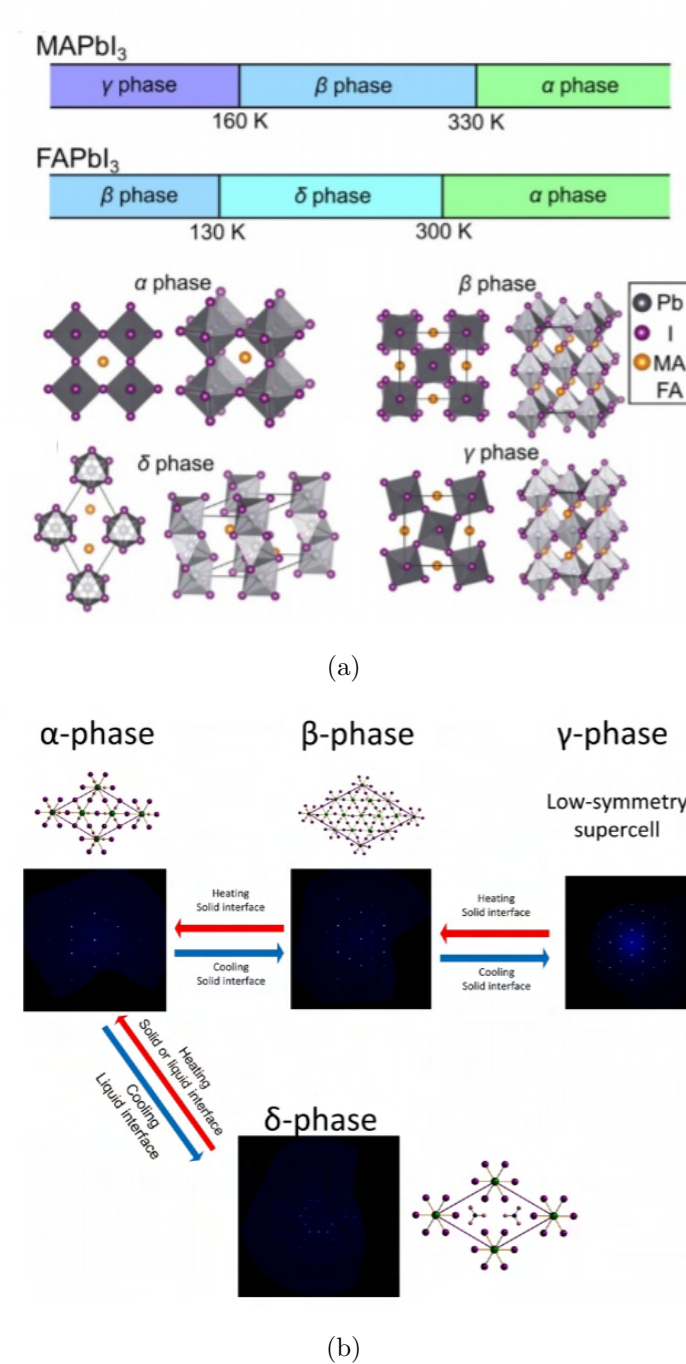 MAPbI3
γ phase β phase α phase
160 K 330 K
FAPbI3
β phase δ phase α phase
130 K 300 K
α phase
β phase
Pb
I
MA
FA
δ phase
γ phase
(a)
α-phase β-phase γ-phase
Low-symmetry
supercell
Heating
Solid interface
Cooling
Solid interface
Heating
Solid interface
Cooling
Solid interface
Heating
Solid or liquid interface
Cooling
Liquid interface
δ-phase
(b)